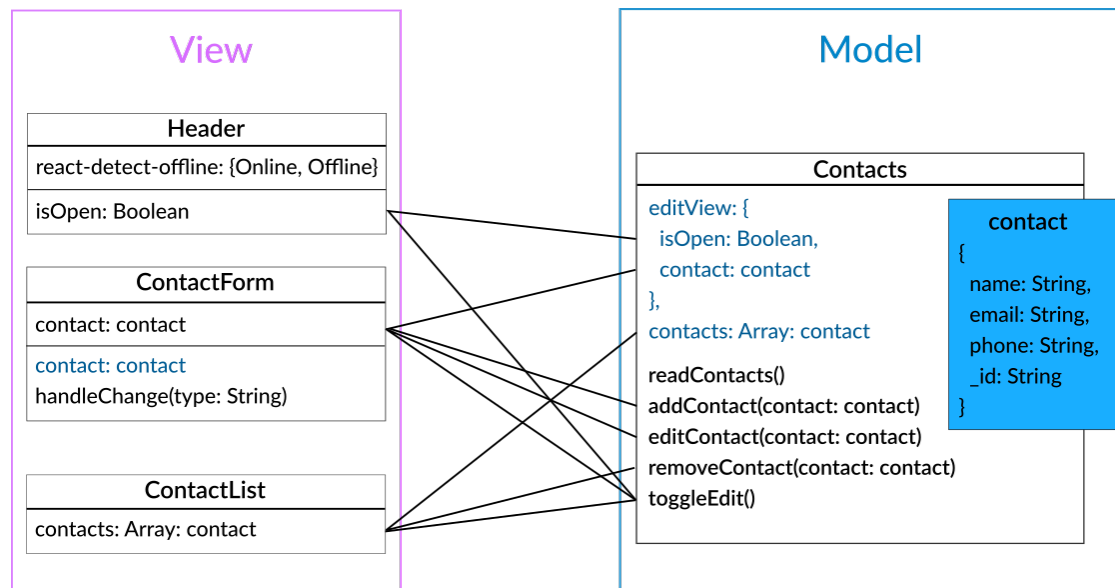 View
Header
react-detect-offline: {Online, Offline}
isOpen: Boolean
ContactForm
contact: contact
contact: contact
handleChange(type: String)
ContactList
contacts: Array: contact
Model
Contacts
editView: {
isOpen: Boolean,
contact: contact
},
contacts: Array: contact
readContacts()
addContact(contact: contact)
editContact(contact: contact)
removeContact(contact: contact)
toggleEdit()
contact
{
name: String,
email: String,
phone: String,
_id: String
}